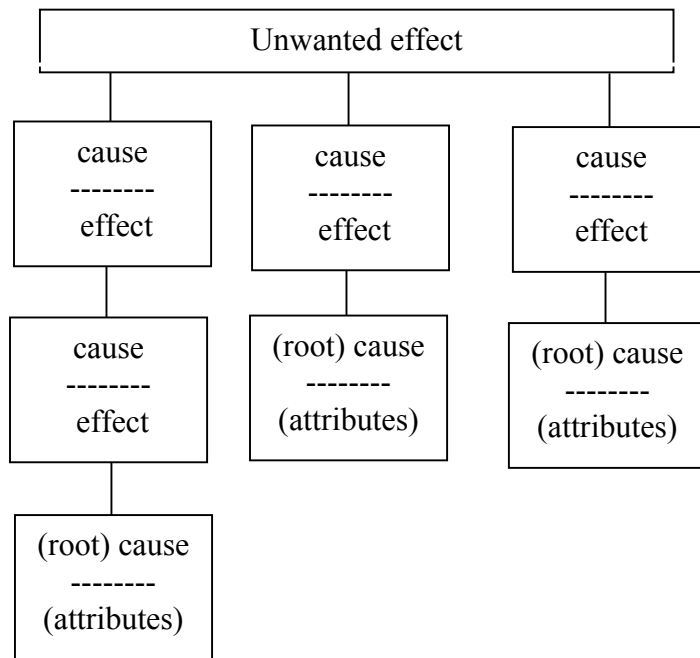 Unwanted effect
cause
--------
effect
cause
--------
effect
cause
--------
effect
cause
--------
effect
(root) cause
--------
(attributes)
(root) cause
--------
(attributes)
(root) cause
--------
(attributes)